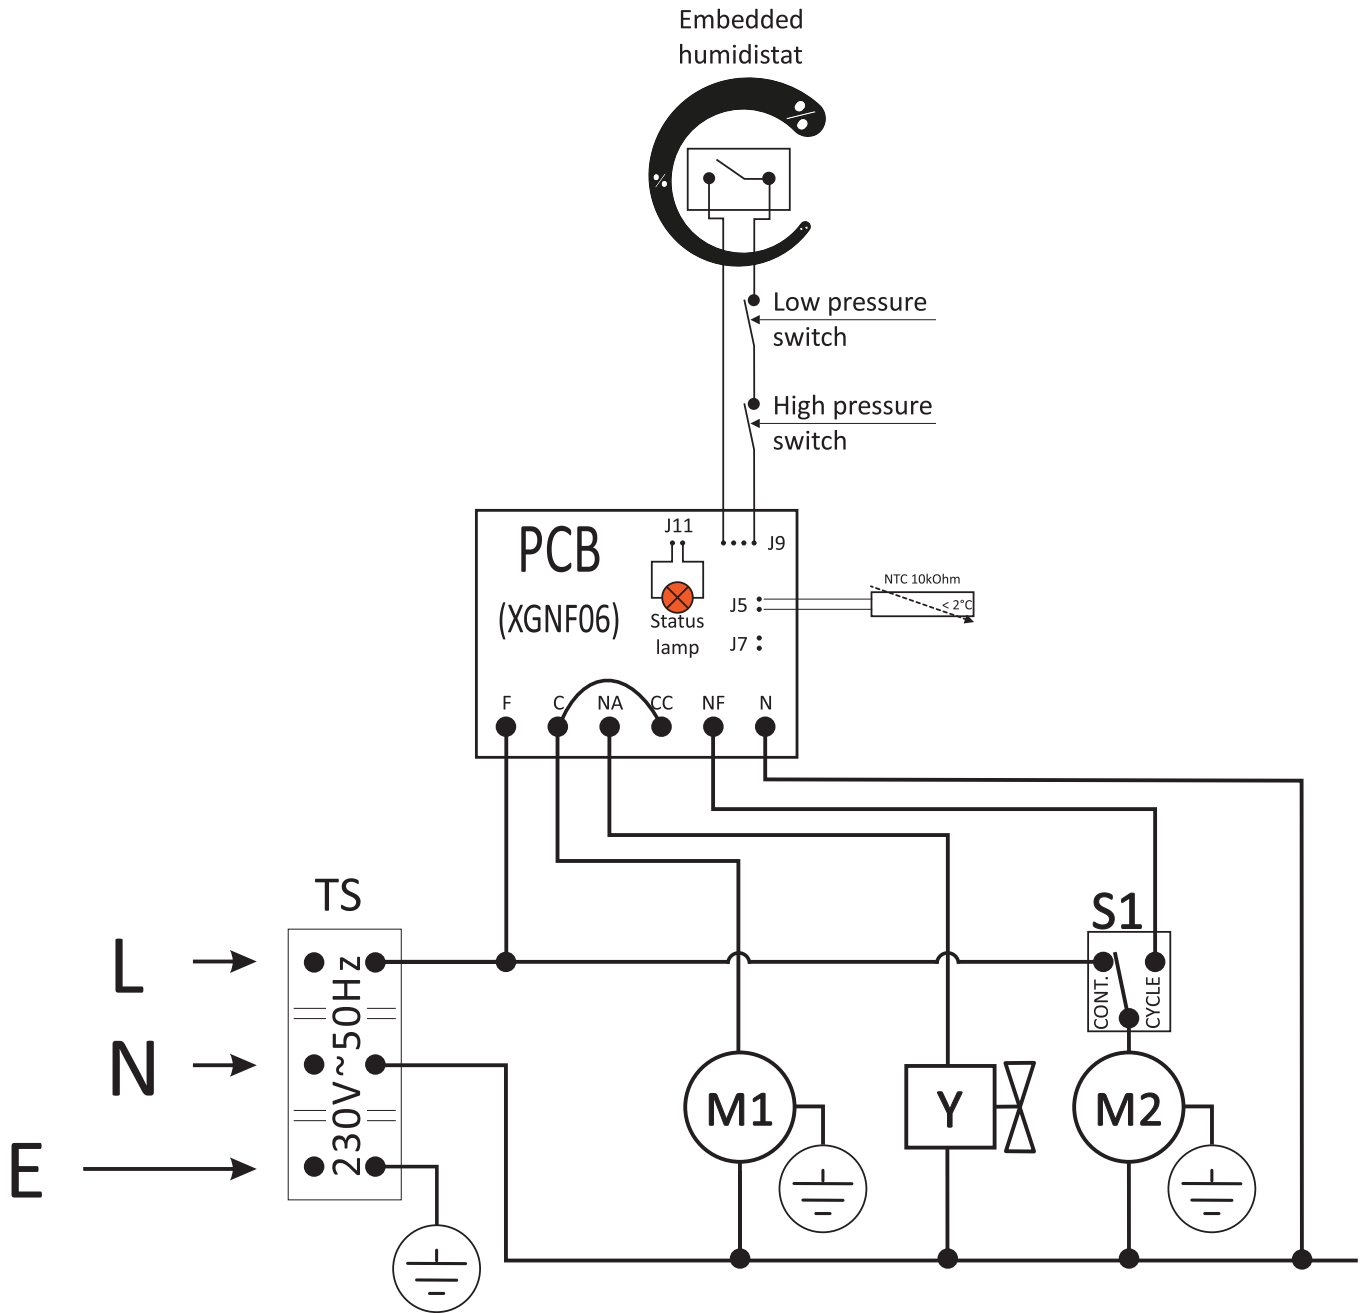 Embedded
humidistat
Low pressure
switch
High pressure
switch
PCB
(XGNF06)
J11
J9
Status
lamp
J5
J7
NTC 10kOhm
< 2°C
F C NA CC NF N
TS
230V~50Hz
L
N
E
S1
CONT.
CYCLE
M1
Y
M2